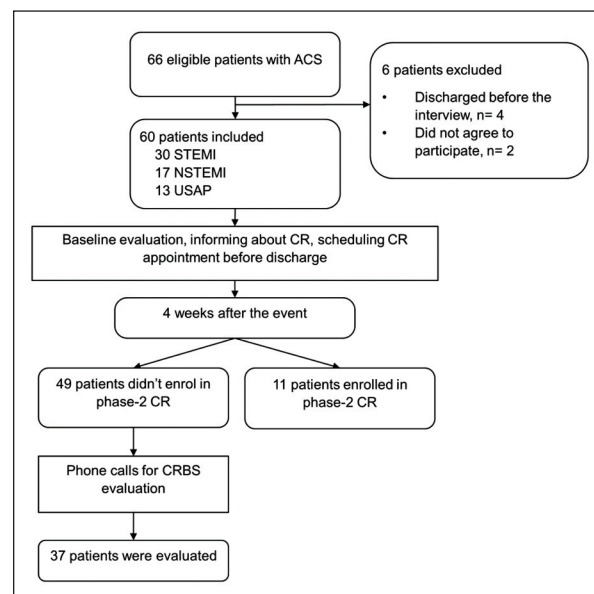 66 eligible patients with ACS
6 patients excluded
• Discharged before the
interview, n= 4
• Did not agree to
participate, n= 2
60 patients included
30 STEMI
17 NSTEMI
13 USAP
Baseline evaluation, informing about CR, scheduling CR
appointment before discharge
4 weeks after the event
49 patients didn't enrol in
phase-2 CR
11 patients enrolled in
phase-2 CR
Phone calls for CRBS
evaluation
37 patients were evaluated